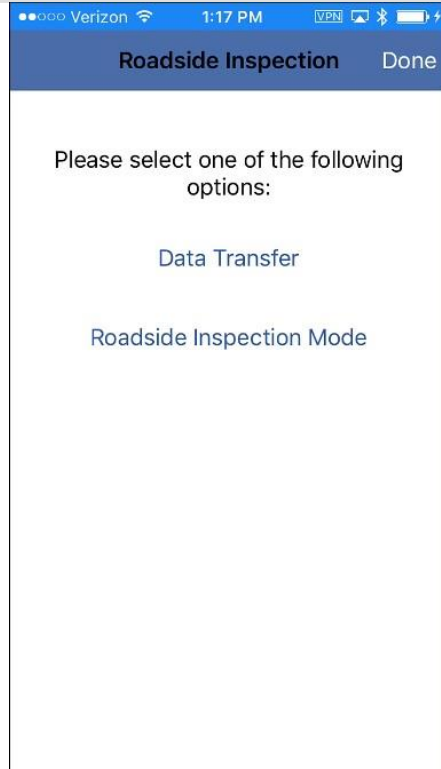 Verizon 1:17 PM VPN
Roadside Inspection Done
Please select one of the following
options:
Data Transfer
Roadside Inspection Mode